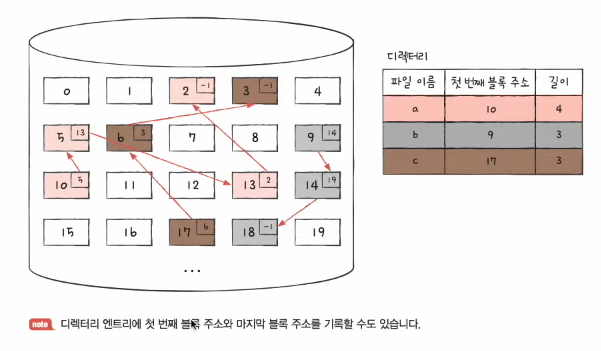 디렉터리
파일 이름 첫 번째 블록 주소 길이
a 10 4
b 9 3
c 17 3
0 1 2 -1 3 -1 4
5 13 6 3 7 8 9 14
10 5 11 12 13 2 14 19
15 16 17 6 18 -1 19
...
note 디렉터리 엔트리에 첫 번째 블록 주소와 마지막 블록 주소를 기록할 수도 있습니다.